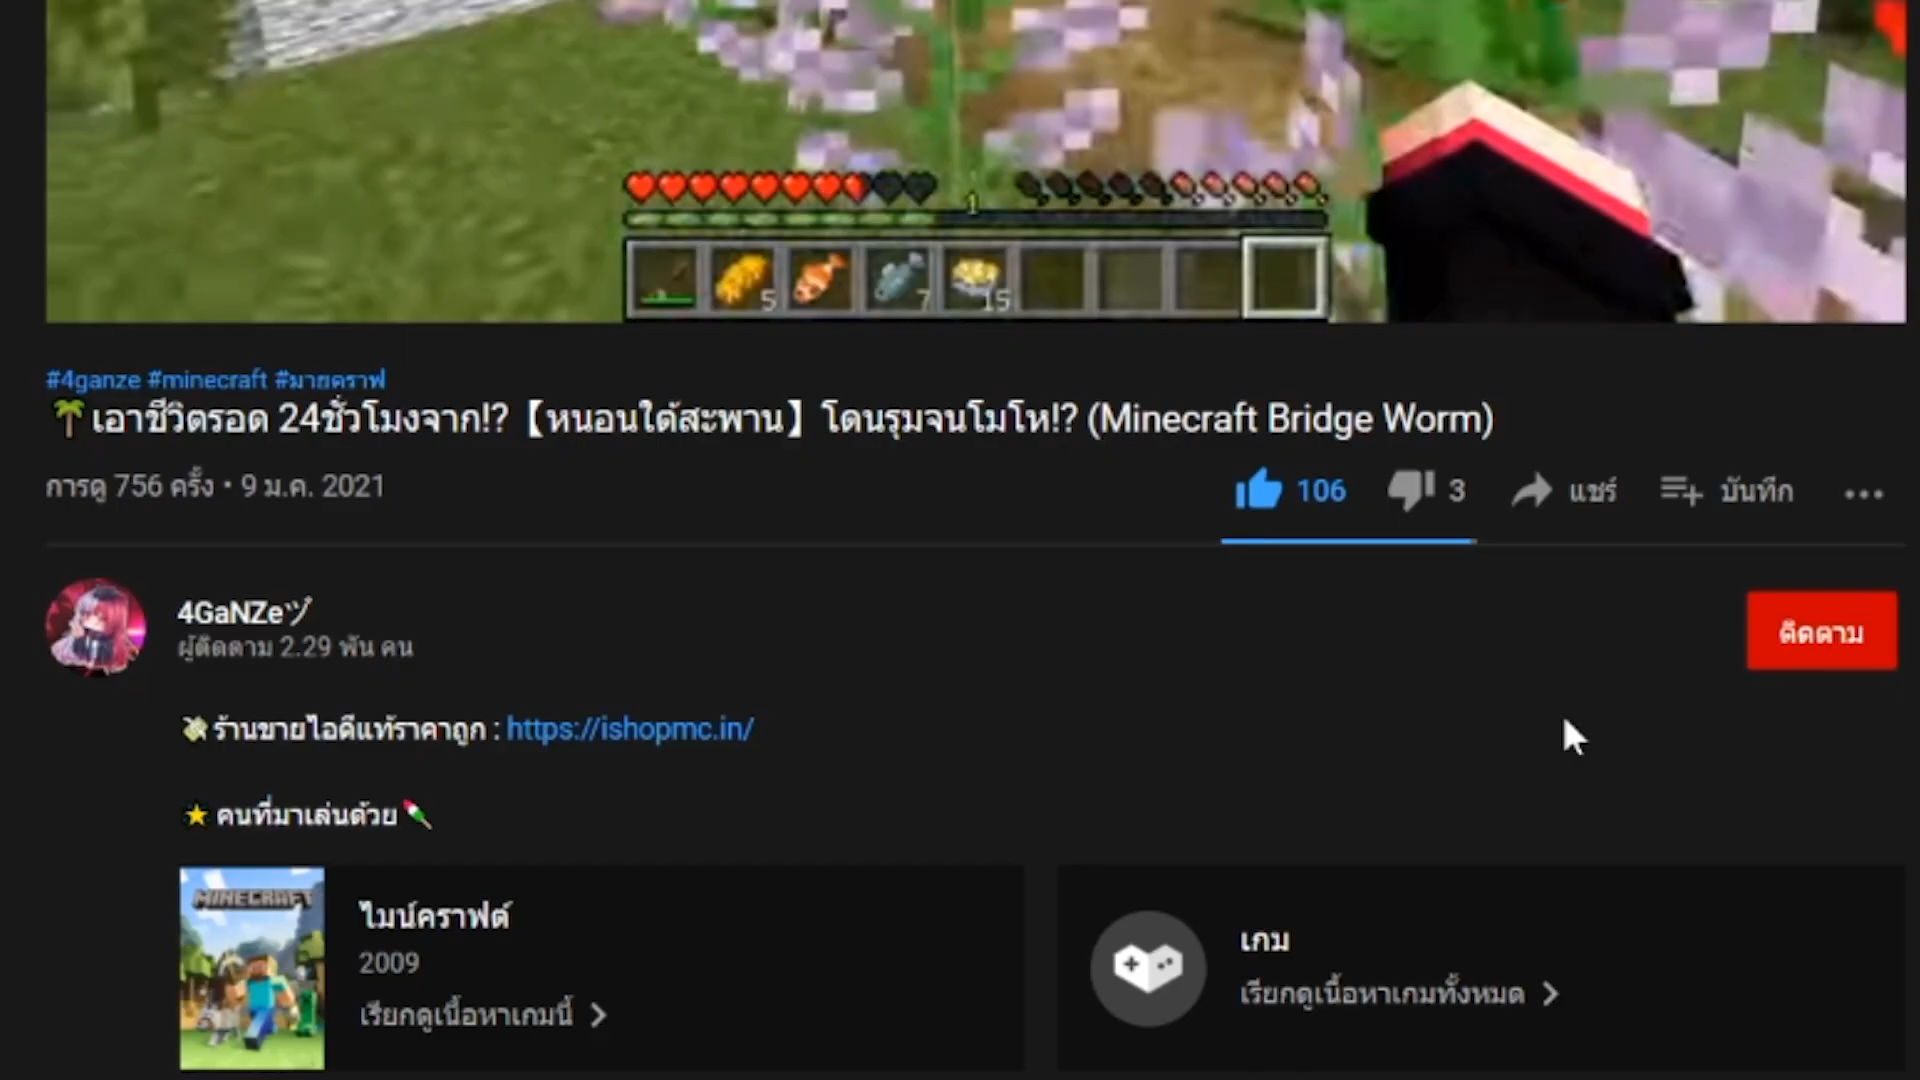 1
5
7
15
#4ganze #minecraft #มายคราฟ
🌴เอาชีวิตรอด 24ชั่วโมงจาก!?【หนอนใต้สะพาน】โดนรุมจนโมโห!? (Minecraft Bridge Worm)
การดู 756 ครั้ง • 9 ม.ค. 2021
106
3
แชร์
บันทึก
4GaNZeヅ
ผู้ติดตาม 2.29 พัน คน
ติดตาม
💸ร้านขายไอดีแท้ราคาถูก : https://ishopmc.in/
⭐ คนที่มาเล่นด้วย
MINECRAFT
ไมน์คราฟต์
2009
เรียกดูเนื้อหาเกมนี้
เกม
เรียกดูเนื้อหาเกมทั้งหมด